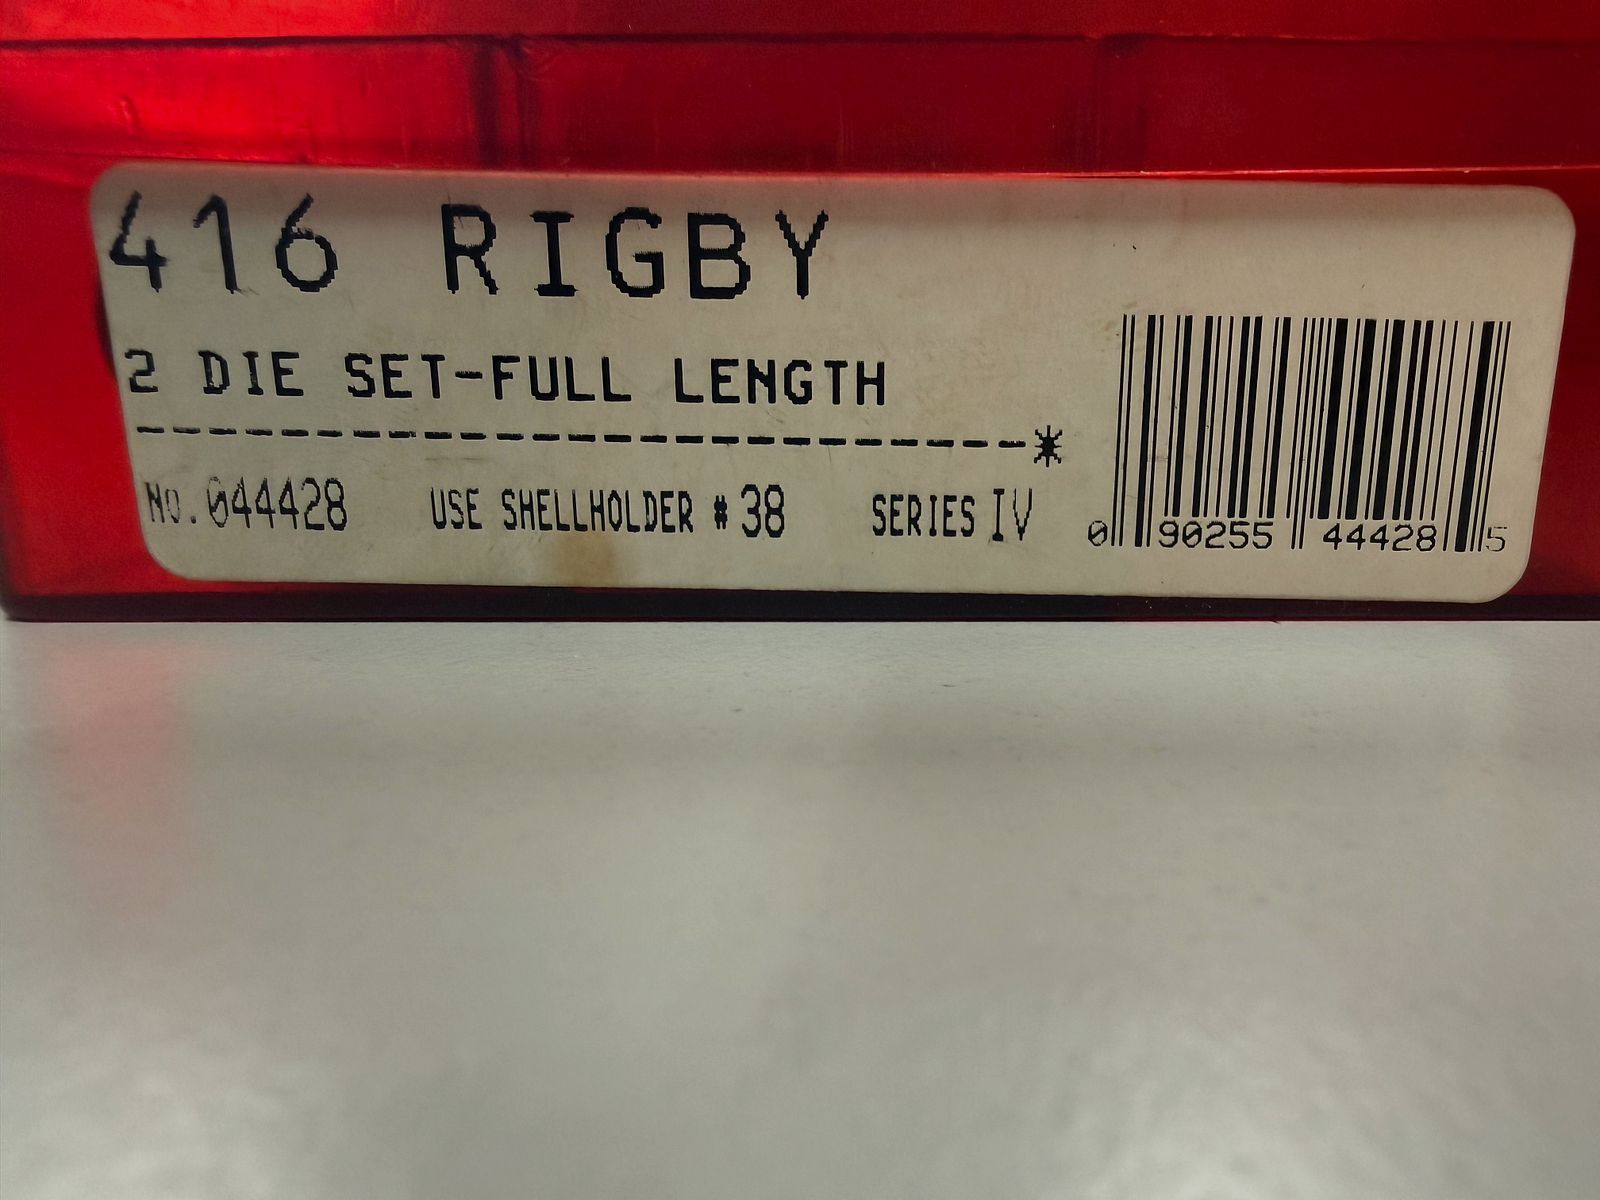 416 RIGBY
2 DIE SET-FULL LENGTH
-------------------------*
NO.044428 USE SHELLHOLDER #38 SERIES IV
0 90255 44428 5